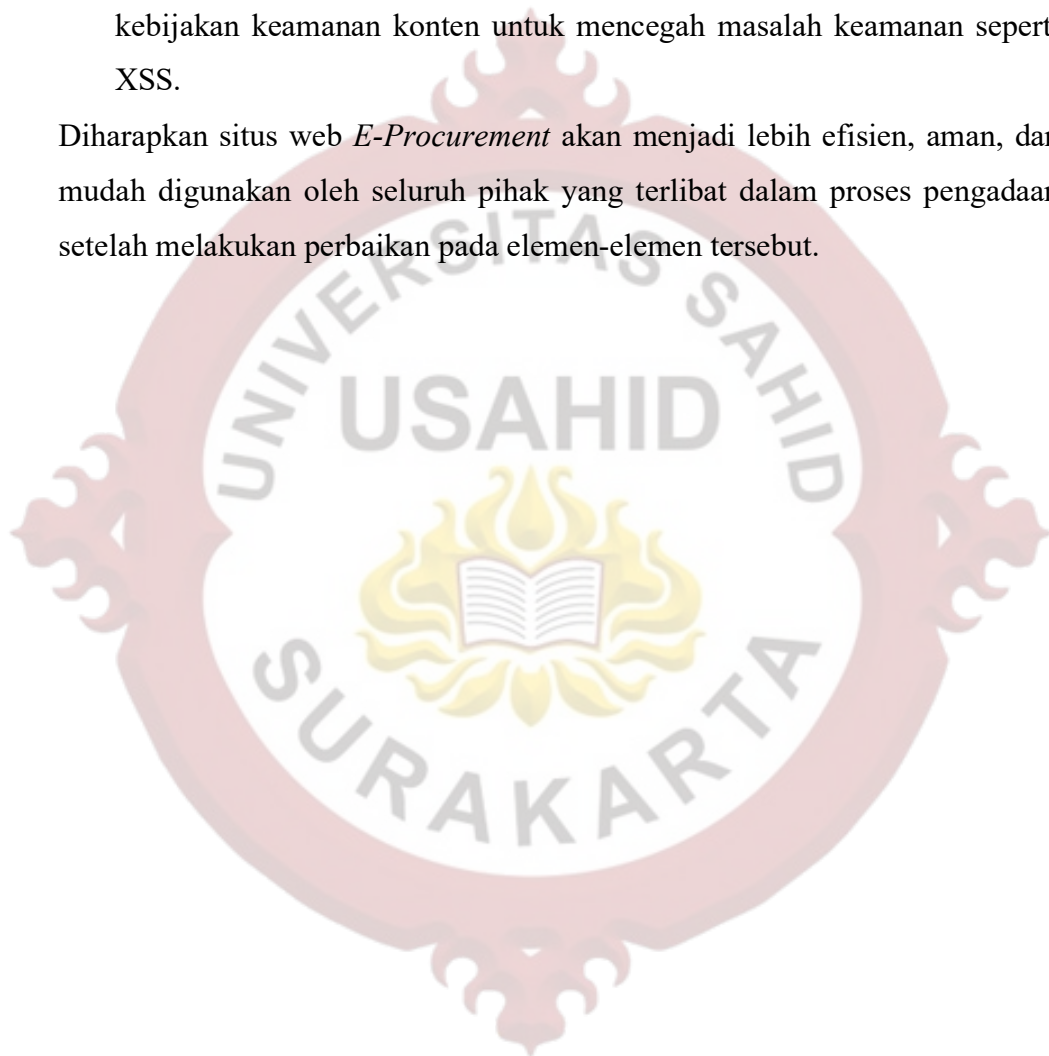 kebijakan keamanan konten untuk mencegah masalah keamanan sepert
XSS.
Diharapkan situs web E-Procurement akan menjadi lebih efisien, aman, dan
mudah digunakan oleh seluruh pihak yang terlibat dalam proses pengadaan
setelah melakukan perbaikan pada elemen-elemen tersebut.
UNIVERSITAS SAHID
USAHID
SURAKARTA